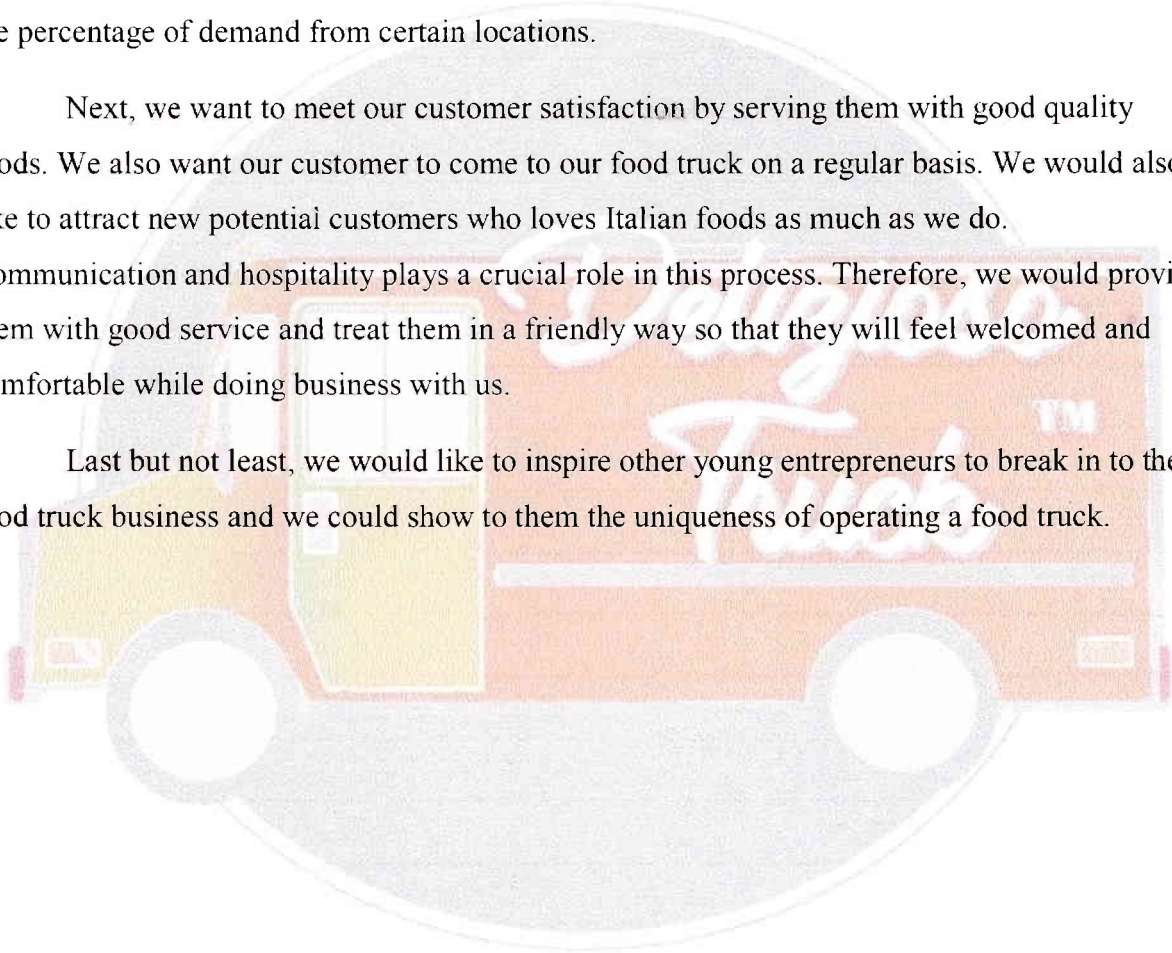 e percentage of demand from certain locations.
Next, we want to meet our customer satisfaction by serving them with good quality
ods. We also want our customer to come to our food truck on a regular basis. We would also
ke to attract new potential customers who loves Italian foods as much as we do.
ommunication and hospitality plays a crucial role in this process. Therefore, we would provi
em with good service and treat them in a friendly way so that they will feel welcomed and
omfortable while doing business with us.
Last but not least, we would like to inspire other young entrepreneurs to break in to the
od truck business and we could show to them the uniqueness of operating a food truck.
Delizioso
Truck
TM